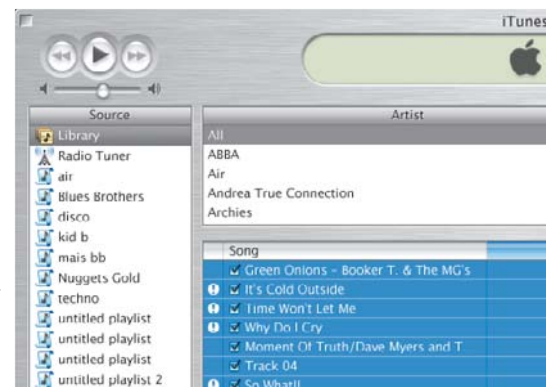 iTunes
Source
Library
Radio Tuner
air
Blues Brothers
disco
kid b
mais bb
Nuggets Gold
techno
untitled playlist
untitled playlist
untitled playlist
untitled playlist 2
Artist
All
ABBA
Air
Andrea True Connection
Archies
Song
Green Onions - Booker T. & The MG's
It's Cold Outside
Time Won't Let Me
Why Do I Cry
Moment Of Truth/Dave Myers and T
Track 04
So What!!